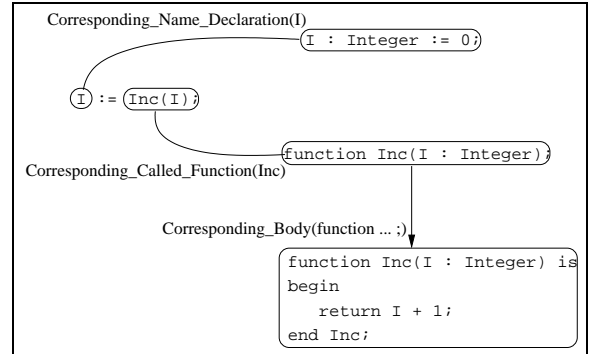 Corresponding_Name_Declaration(I)
I : Integer := 0;
I := Inc(I);
function Inc(I : Integer);
Corresponding_Called_Function(Inc)
Corresponding_Body(function ... ;)
function Inc(I : Integer) is
begin
return I + 1;
end Inc;